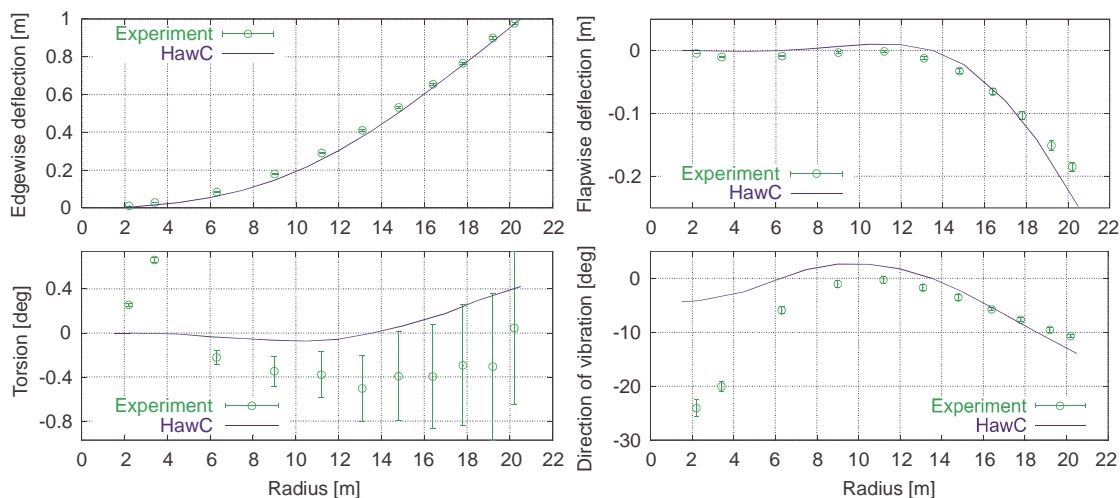 Edgewise deflection [m]
1
0.8
0.6
0.4
0.2
0
Experiment
HawC
0 2 4 6 8 10 12 14 16 18 20 22
Flapwise deflection [m]
0
-0.1
-0.2
Experiment
HawC
0 2 4 6 8 10 12 14 16 18 20 22
Torsion [deg]
0.4
0
-0.4
-0.8
Experiment
HawC
0 2 4 6 8 10 12 14 16 18 20 22
Radius [m]
Direction of vibration [deg]
0
-10
-20
-30
Experiment
HawC
0 2 4 6 8 10 12 14 16 18 20 22
Radius [m]